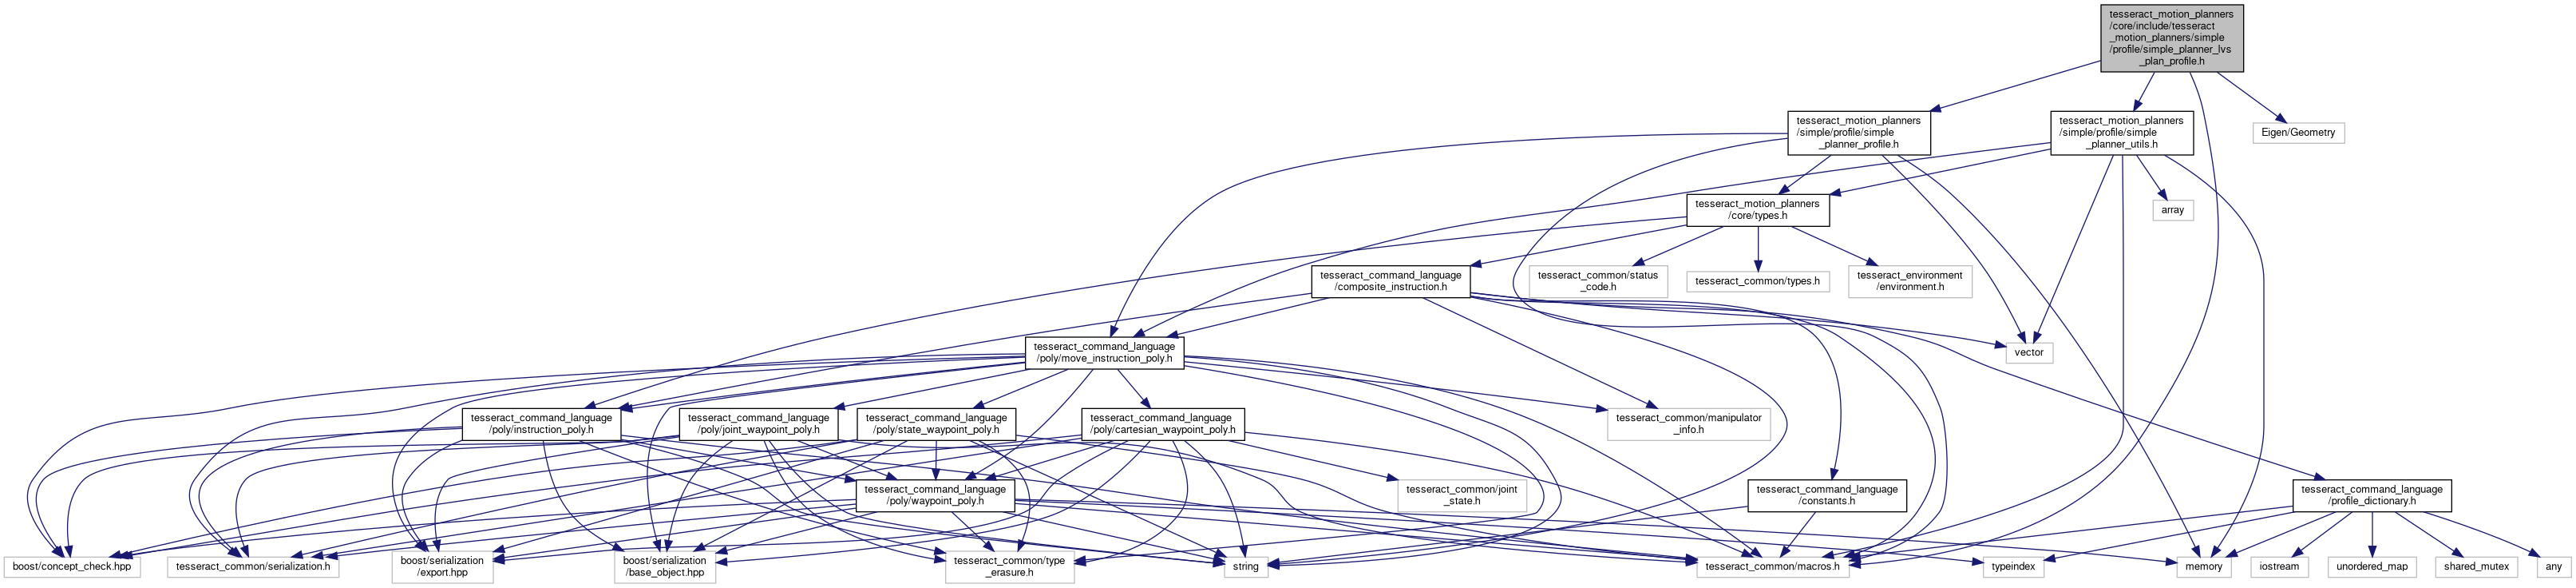 tesseract_motion_planners
/core/include/tesseract
_motion_planners/simple
/profile/simple_planner_lvs
_plan_profile.h
tesseract_motion_planners
/simple/profile/simple
_planner_profile.h
tesseract_motion_planners
/simple/profile/simple
_planner_utils.h
Eigen/Geometry
tesseract_motion_planners
/core/types.h
array
tesseract_command_language
/composite_instruction.h
tesseract_common/status
_code.h
tesseract_common/types.h
tesseract_environment
/environment.h
tesseract_command_language
/poly/move_instruction_poly.h
vector
tesseract_command_language
/poly/instruction_poly.h
tesseract_command_language
/poly/joint_waypoint_poly.h
tesseract_command_language
/poly/state_waypoint_poly.h
tesseract_command_language
/poly/cartesian_waypoint_poly.h
tesseract_common/manipulator
_info.h
tesseract_command_language
/poly/waypoint_poly.h
tesseract_common/joint
_state.h
tesseract_command_language
/constants.h
tesseract_command_language
/profile_dictionary.h
boost/concept_check.hpp
tesseract_common/serialization.h
boost/serialization
/export.hpp
boost/serialization
/base_object.hpp
tesseract_common/type
_erasure.h
string
tesseract_common/macros.h
typeindex
memory
iostream
unordered_map
shared_mutex
any